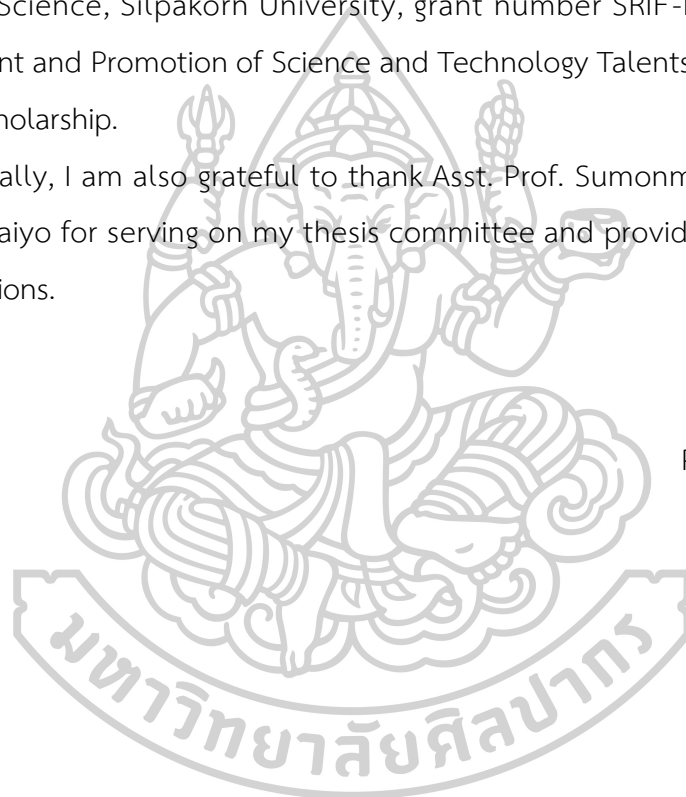 Science, Silpakorn University, grant number SRIF-
nt and Promotion of Science and Technology Talents
holarship.
ally, I am also grateful to thank Asst. Prof. Sumonm
aiyo for serving on my thesis committee and provid
ions.
มหาวิทยาลัยศิลปากร